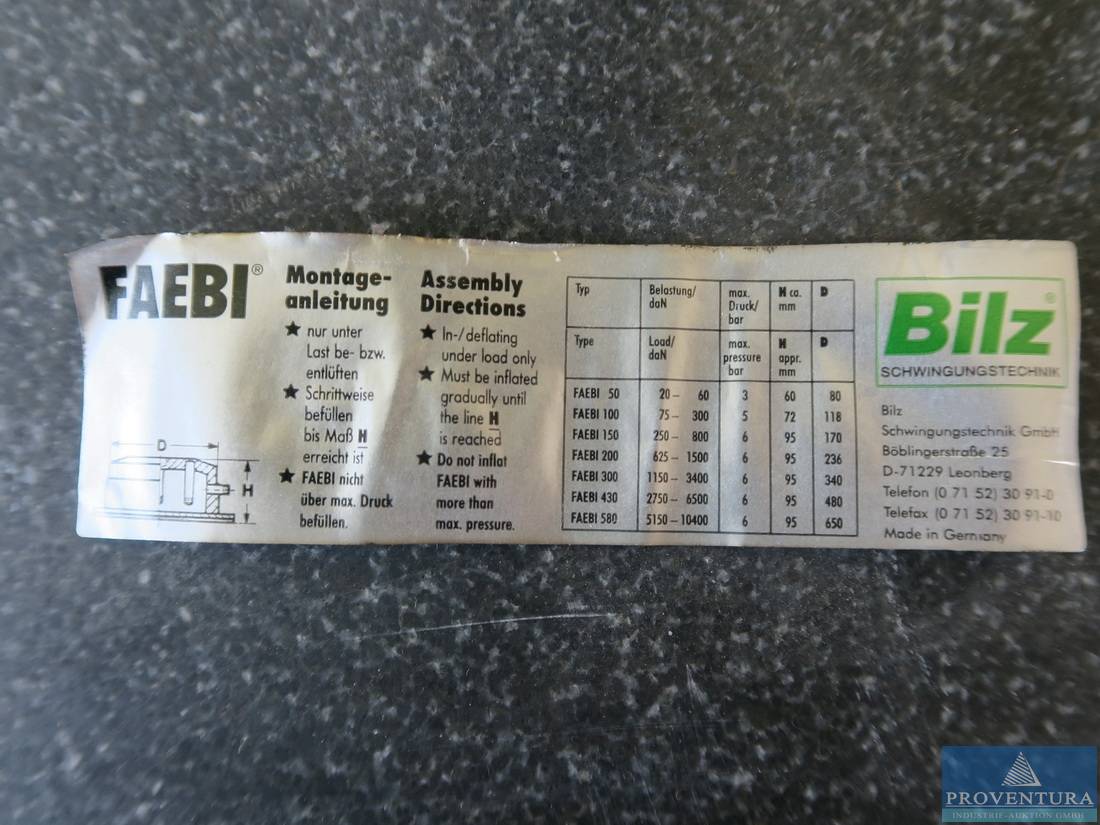 FAEBI®
D
H
Montage-
anleitung
★ nur unter
Last be- bzw.
entlüften
★ Schrittweise
befüllen
bis Maß H
erreicht ist
★ FAEBI nicht
über max. Druck
befüllen.
Assembly
Directions
★ In-/deflating
under load only
★ Must be inflated
gradually until
the line H
is reached
★ Do not inflat
FAEBI with
more than
max. pressure.
Typ Belastung/ daN max. Druck/ bar H ca. mm D
Type Load/ daN max. pressure bar H appr. mm D
FAEBI 50 20 – 60 3 60 80
FAEBI 100 75 – 300 5 72 118
FAEBI 150 250 – 800 6 95 170
FAEBI 200 625 – 1500 6 95 236
FAEBI 300 1150 – 3400 6 95 340
FAEBI 430 2750 – 6500 6 95 480
FAEBI 580 5150 – 10400 6 95 650
Bilz®
SCHWINGUNGSTECHNIK
Bilz
Schwingungstechnik GmbH
Böblingerstraße 25
D-71229 Leonberg
Telefon (0 71 52) 30 91-0
Telefax (0 71 52) 30 91-10
Made in Germany
PROVENTURA
INDUSTRIE-AUKTION GMBH